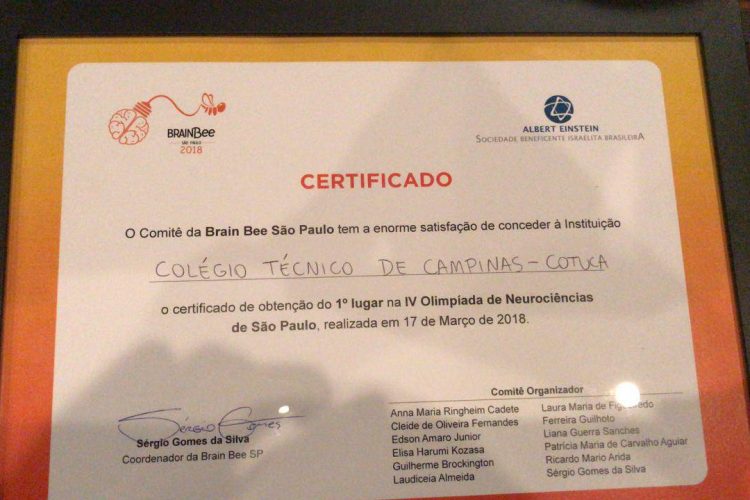 BRAINBee
2018
ALBERT EINSTEIN
SOCIEDADE BENEFICENTE ISRAELITA BRASILEIRA
CERTIFICADO
O Comitê da Brain Bee São Paulo tem a enorme satisfação de conceder à Instituição
COLÉGIO TÉCNICO DE CAMPINAS - COTUCA
o certificado de obtenção do 1º lugar na IV Olimpíada de Neurociências
de São Paulo, realizada em 17 de Março de 2018.
Sérgio Gomes
Sérgio Gomes da Silva
Coordenador da Brain Bee SP
Comitê Organizador
Anna Maria Ringheim Cadete
Cleide de Oliveira Fernandes
Edson Amaro Junior
Elisa Harumi Kozasa
Guilherme Brockington
Laudiceia Almeida
Laura Maria de
Ferreira Guilhoto
Liana Guerra Sanches
Patrícia Maria de Carvalho Aguiar
Ricardo Mario Arida
Sérgio Gomes da Silva